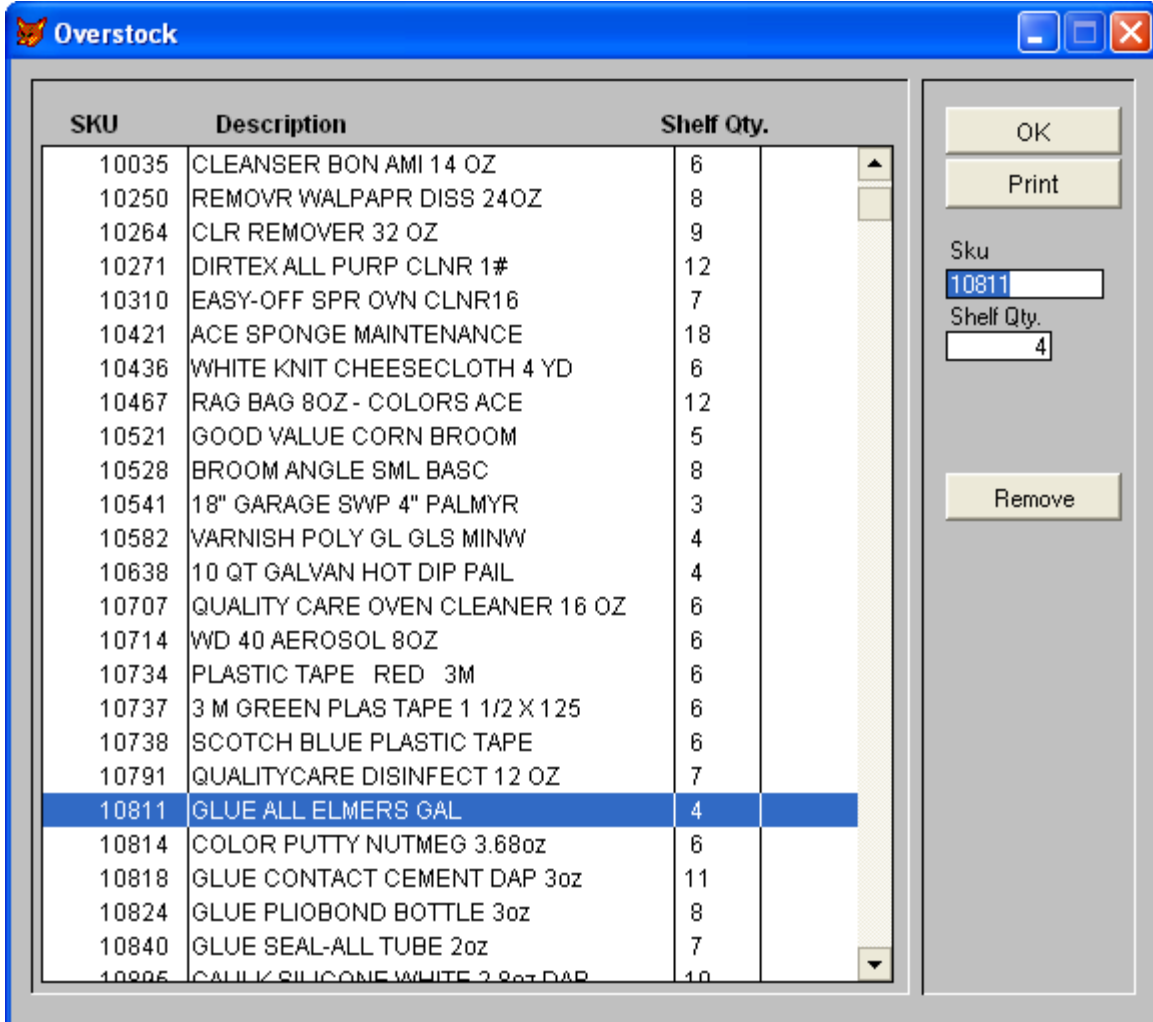 Overstock
SKU Description Shelf Qty.
10035 CLEANSER BON AMI 14 OZ 6
10250 REMOVR WALPAPR DISS 24OZ 8
10264 CLR REMOVER 32 OZ 9
10271 DIRTEX ALL PURP CLNR 1# 12
10310 EASY-OFF SPR OVN CLNR16 7
10421 ACE SPONGE MAINTENANCE 18
10436 WHITE KNIT CHEESECLOTH 4 YD 6
10467 RAG BAG 8OZ - COLORS ACE 12
10521 GOOD VALUE CORN BROOM 5
10528 BROOM ANGLE SML BASC 8
10541 18" GARAGE SWP 4" PALMYR 3
10582 VARNISH POLY GL GLS MINW 4
10638 10 QT GALVAN HOT DIP PAIL 4
10707 QUALITY CARE OVEN CLEANER 16 OZ 6
10714 WD 40 AEROSOL 8OZ 6
10734 PLASTIC TAPE   RED   3M 6
10737 3 M GREEN PLAS TAPE 1 1/2 X 125 6
10738 SCOTCH BLUE PLASTIC TAPE 6
10791 QUALITYCARE DISINFECT 12 OZ 7
10811 GLUE ALL ELMERS GAL 4
10814 COLOR PUTTY NUTMEG 3.68oz 6
10818 GLUE CONTACT CEMENT DAP 3oz 11
10824 GLUE PLIOBOND BOTTLE 3oz 8
10840 GLUE SEAL-ALL TUBE 2oz 7
CAULK SILICONE WHITE 2.8oz DAP 10
OK
Print
Sku
10811
Shelf Qty.
4
Remove